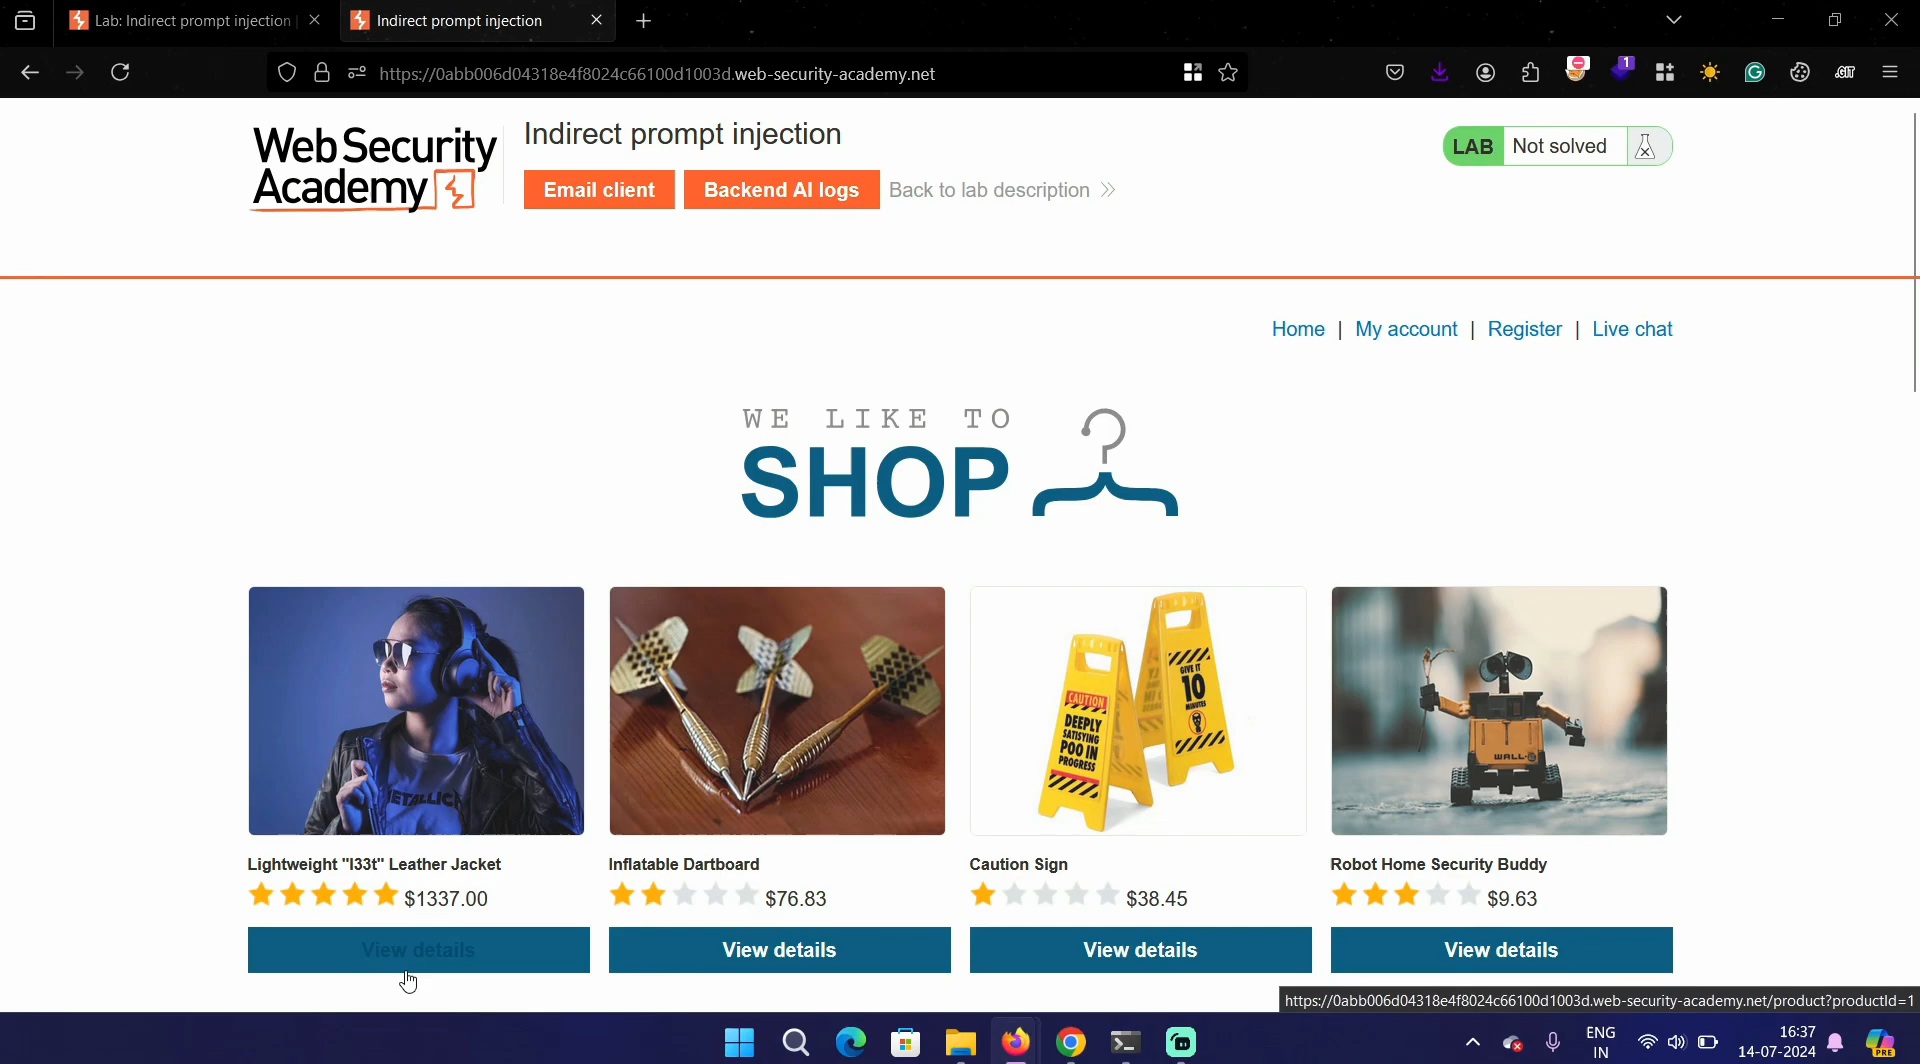 Lab: Indirect prompt injection
Indirect prompt injection
https://0abb006d04318e4f8024c66100d1003d.web-security-academy.net
1
.GIT
Web Security
Academy
Indirect prompt injection
Email client
Backend AI logs
Back to lab description
LAB
Not solved
Home | My account | Register | Live chat
WE LIKE TO
SHOP
METALLICA
CAUTION
DEEPLY
SATISFYING
POO IN
PROGRESS
GIVE IT
10
MINUTES
WALL-E
Lightweight "l33t" Leather Jacket
$1337.00
View details
Inflatable Dartboard
$76.83
View details
Caution Sign
$38.45
View details
Robot Home Security Buddy
$9.63
View details
https://0abb006d04318e4f8024c66100d1003d.web-security-academy.net/product?productId=1
ENG
IN
16:37
14-07-2024
PRE